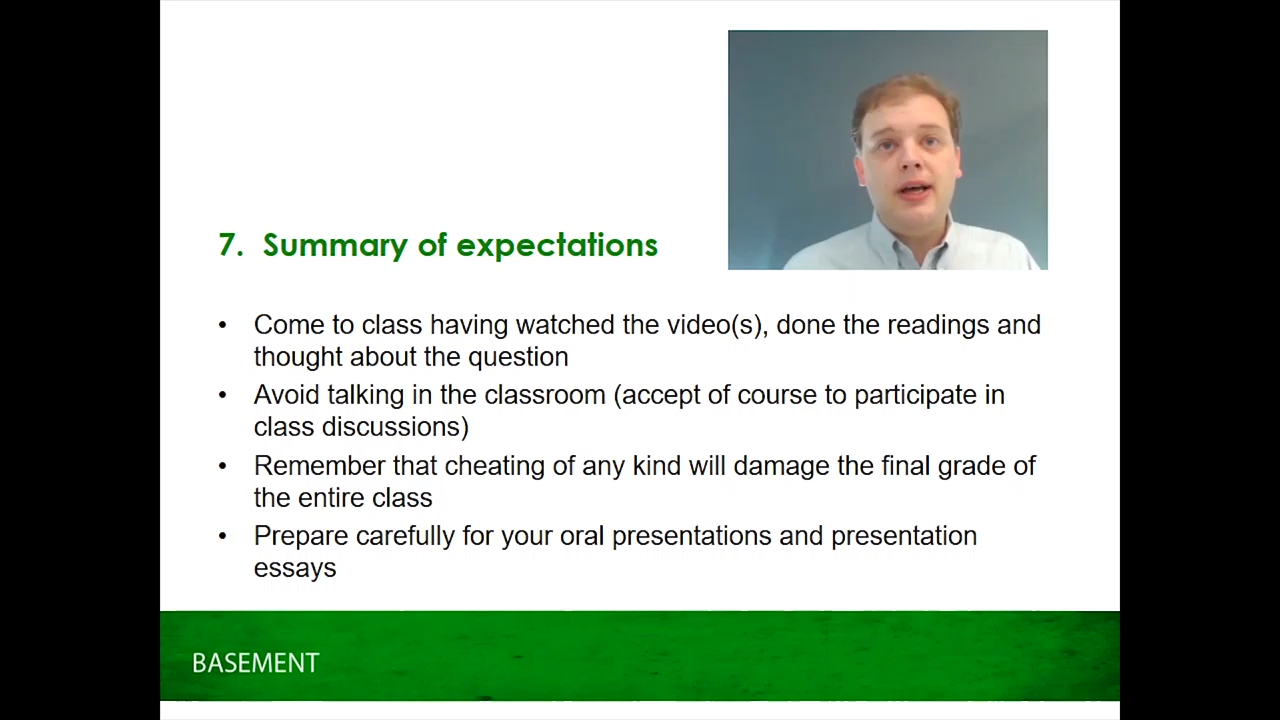 7. Summary of expectations
• Come to class having watched the video(s), done the readings and
thought about the question
• Avoid talking in the classroom (accept of course to participate in
class discussions)
• Remember that cheating of any kind will damage the final grade of
the entire class
• Prepare carefully for your oral presentations and presentation
essays
BASEMENT